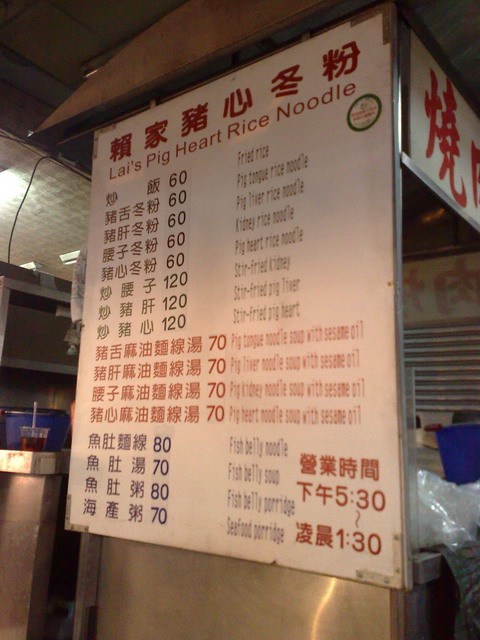 賴家豬心冬粉
Lai's Pig Heart Rice Noodle
炒飯 60 Fried rice
豬舌冬粉 60 Pig tongue rice noodle
豬肝冬粉 60 Pig liver rice noodle
腰子冬粉 60 Kidney rice noodle
豬心冬粉 60 Pig heart rice noodle
炒腰子 120 Stir-fried kidney
炒豬肝 120 Stir-fried pig liver
炒豬心 120 Stir-fried pig heart
豬舌麻油麵線湯 70 Pig tongue noodle soup with sesame oil
豬肝麻油麵線湯 70 Pig liver noodle soup with sesame oil
腰子麻油麵線湯 70 Pig kidney noodle soup with sesame oil
豬心麻油麵線湯 70 Pig heart noodle soup with sesame oil
魚肚麵線 80 Fish belly noodle
魚肚湯 70 Fish belly soup
魚肚粥 80 Fish belly porridge
海產粥 70 Seafood porridge
營業時間
下午5:30
~
凌晨1:30
燒肉